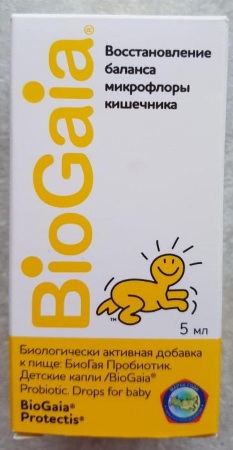 BioGaia®
Восстановление
баланса
микрофлоры
кишечника
TM
5 мл
Биологически активная добавка
к пище: БиоГая Пробиотик
Детские капли /BioGaia®
Probiotic. Drops for baby
BioGaia®
Protectis®